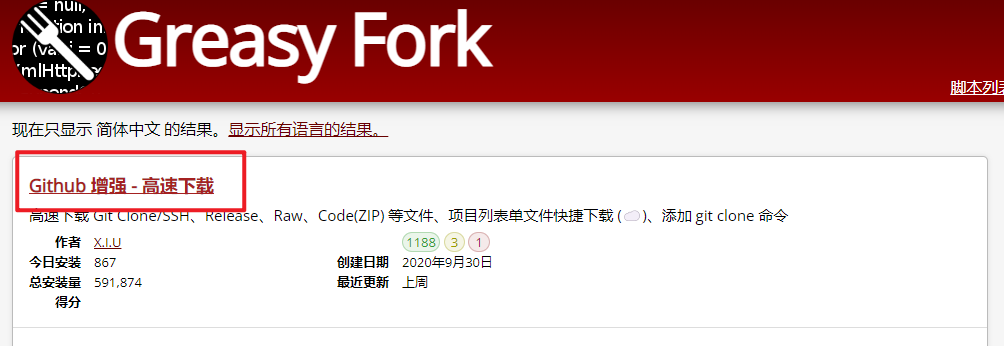 = null,
tion in
or (va i = 0
XmlHttp
Greasy Fork
脚本列表
现在只显示 简体中文 的结果。显示所有语言的结果。
Github 增强 - 高速下载
高速下载 Git Clone/SSH、Release、Raw、Code(ZIP) 等文件、项目列表单文件快捷下载 (☁)、添加 git clone 命令
作者 X.I.U 1188 3 1
今日安装 867 创建日期 2020年9月30日
总安装量 591,874 最近更新 上周
得分